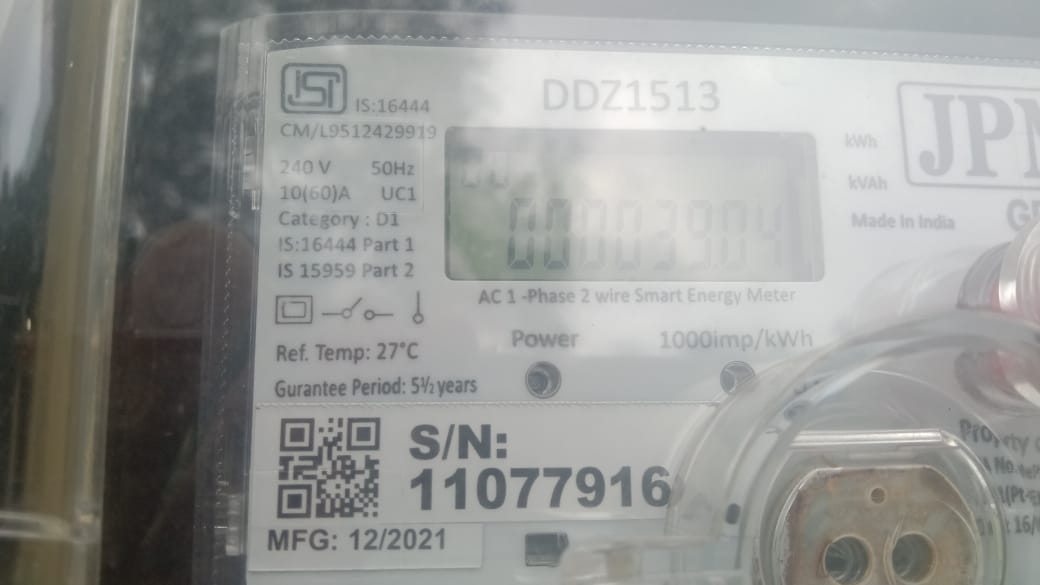 IS:16444
CM/L9512429919
240 V 50Hz
10(60)A UC1
Category : D1
IS:16444 Part 1
IS 15959 Part 2
Ref. Temp: 27°C
Gurantee Period: 5½ years
DDZ1513
kWh
kVAh
Made In India
AC 1 -Phase 2 wire Smart Energy Meter
Power 1000imp/kWh
S/N:
11077916
MFG: 12/2021
Property